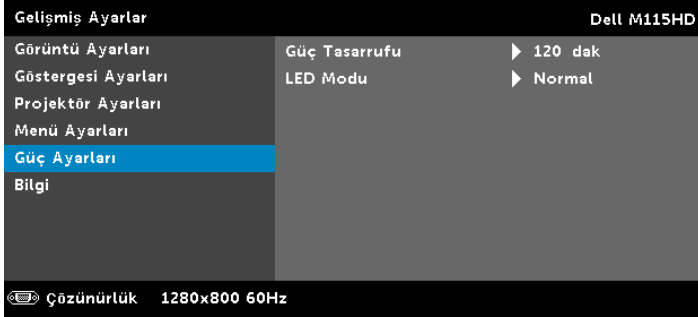 Gelişmiş Ayarlar Dell M115HD
Görüntü Ayarları Güç Tasarrufu 120 dak
Göstergesi Ayarları LED Modu Normal
Projektör Ayarları
Menü Ayarları
Güç Ayarları
Bilgi
Çözünürlük 1280x800 60Hz